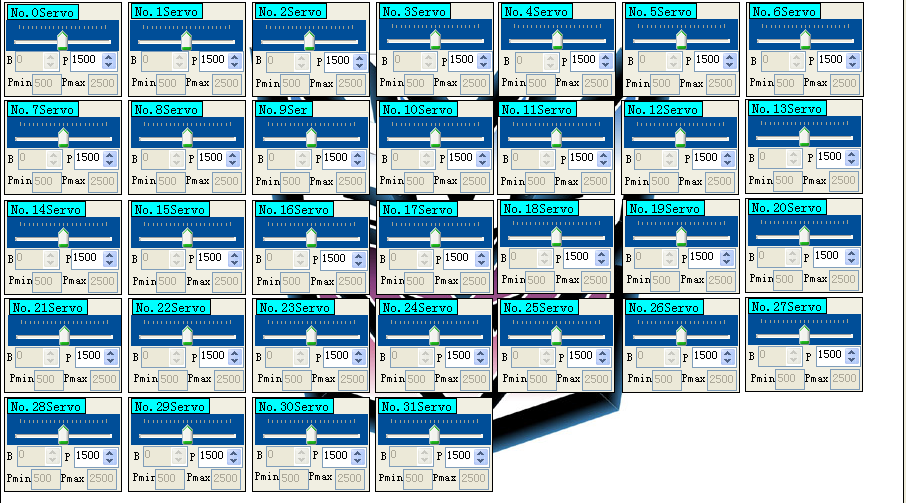 No.0Servo No.1Servo No.2Servo No.3Servo No.4Servo No.5Servo No.6Servo
B 0 P 1500 B 0 P 1500 B 0 P 1500 B 0 P 1500 B 0 P 1500 B 0 P 1500 B 0 P 1500
Pmin 500 Pmax 2500 Pmin 500 Pmax 2500 Pmin 500 Pmax 2500 Pmin 500 Pmax 2500 Pmin 500 Pmax 2500 Pmin 500 Pmax 2500 Pmin 500 Pmax 2500
No.7Servo No.8Servo No.9Ser No.10Servo No.11Servo No.12Servo No.13Servo
B 0 P 1500 B 0 P 1500 B 0 P 1500 B 0 P 1500 B 0 P 1500 B 0 P 1500 B 0 P 1500
Pmin 500 Pmax 2500 Pmin 500 Pmax 2500 Pmin 500 Pmax 2500 Pmin 500 Pmax 2500 Pmin 500 Pmax 2500 Pmin 500 Pmax 2500 Pmin 500 Pmax 2500
No.14Servo No.15Servo No.16Servo No.17Servo No.18Servo No.19Servo No.20Servo
B 0 P 1500 B 0 P 1500 B 0 P 1500 B 0 P 1500 B 0 P 1500 B 0 P 1500 B 0 P 1500
Pmin 500 Pmax 2500 Pmin 500 Pmax 2500 Pmin 500 Pmax 2500 Pmin 500 Pmax 2500 Pmin 500 Pmax 2500 Pmin 500 Pmax 2500 Pmin 500 Pmax 2500
No.21Servo No.22Servo No.23Servo No.24Servo No.25Servo No.26Servo No.27Servo
B 0 P 1500 B 0 P 1500 B 0 P 1500 B 0 P 1500 B 0 P 1500 B 0 P 1500 B 0 P 1500
Pmin 500 Pmax 2500 Pmin 500 Pmax 2500 Pmin 500 Pmax 2500 Pmin 500 Pmax 2500 Pmin 500 Pmax 2500 Pmin 500 Pmax 2500 Pmin 500 Pmax 2500
No.28Servo No.29Servo No.30Servo No.31Servo
B 0 P 1500 B 0 P 1500 B 0 P 1500 B 0 P 1500
Pmin 500 Pmax 2500 Pmin 500 Pmax 2500 Pmin 500 Pmax 2500 Pmin 500 Pmax 2500